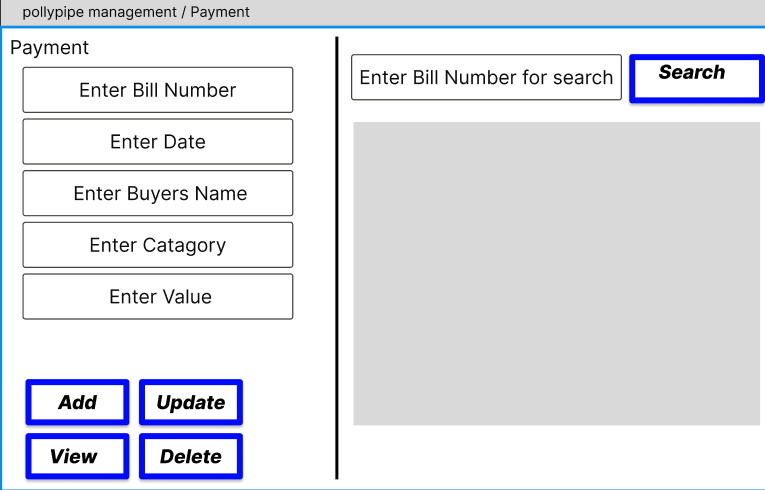 pollypipe management / Payment
Payment
Enter Bill Number
Enter Date
Enter Buyers Name
Enter Catagory
Enter Value
Add
Update
View
Delete
Enter Bill Number for search
Search